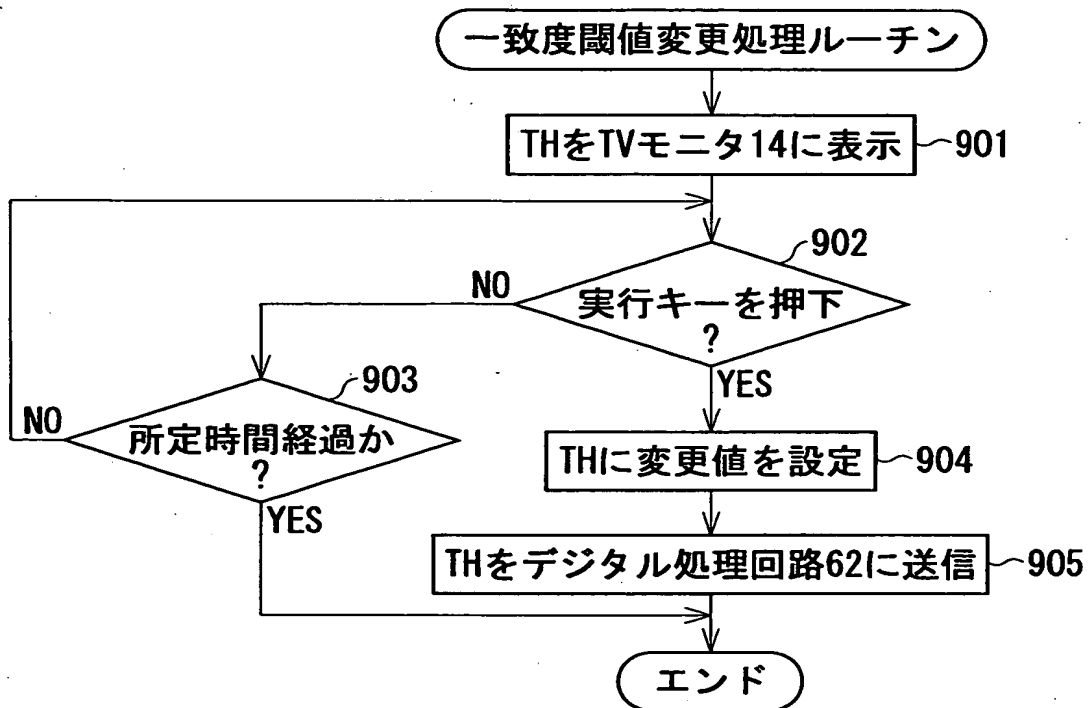 一致度閾値変更処理ルーチン
THをTVモニタ14に表示 901
902
実行キーを押下
?
NO
YES
903
所定時間経過か
?
NO
YES
THに変更値を設定 904
THをデジタル処理回路62に送信 905
エンド